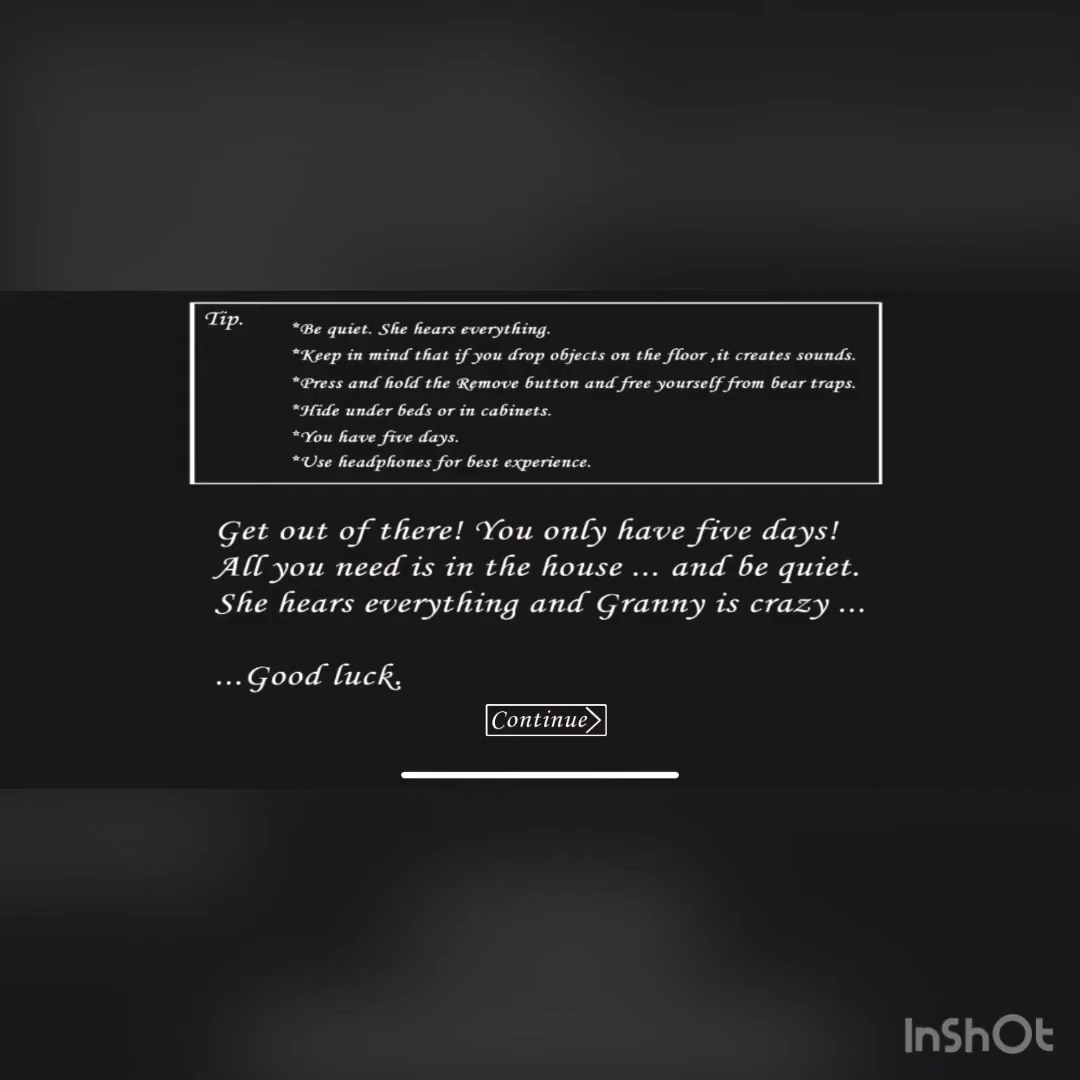 Tip.
*Be quiet. She hears everything.
*Keep in mind that if you drop objects on the floor ,it creates sounds.
*Press and hold the Remove button and free yourself from bear traps.
*Hide under beds or in cabinets.
*You have five days.
*Use headphones for best experience.
Get out of there! You only have five days!
All you need is in the house ... and be quiet.
She hears everything and Granny is crazy ...
...Good luck.
Continue
InShOt